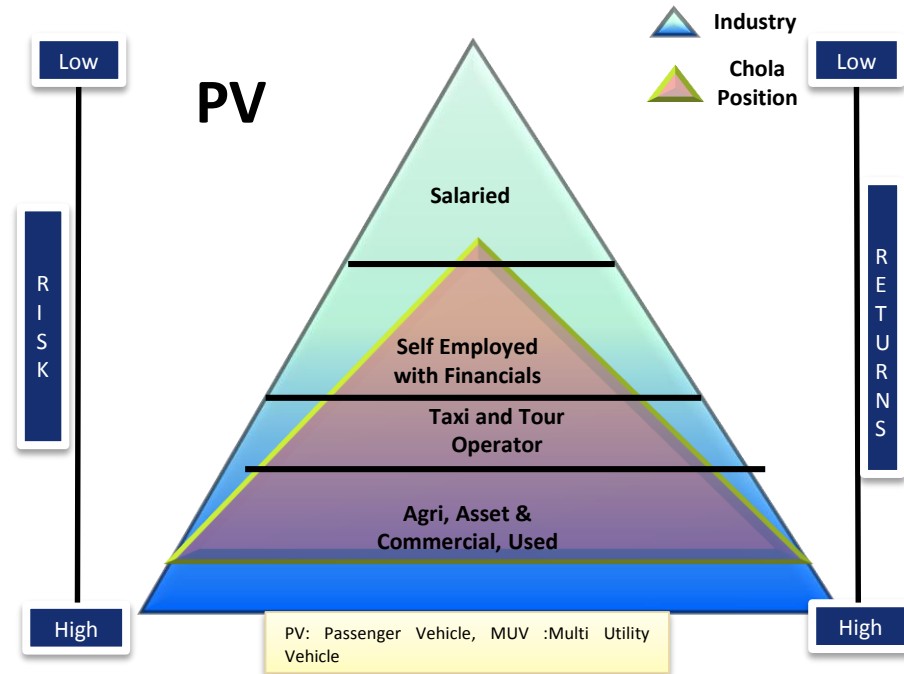 Industry
Chola
Position
Low
Low
PV
Salaried
R
I
S
K
R
E
T
U
R
N
S
Self Employed
with Financials
Taxi and Tour
Operator
Agri, Asset &
Commercial, Used
High
High
PV: Passenger Vehicle, MUV :Multi Utility
Vehicle